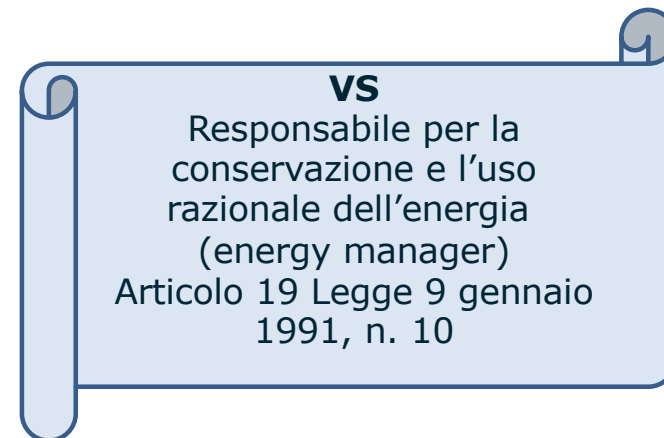 VS
Responsabile per la
conservazione e l’uso
razionale dell’energia
(energy manager)
Articolo 19 Legge 9 gennaio
1991, n. 10